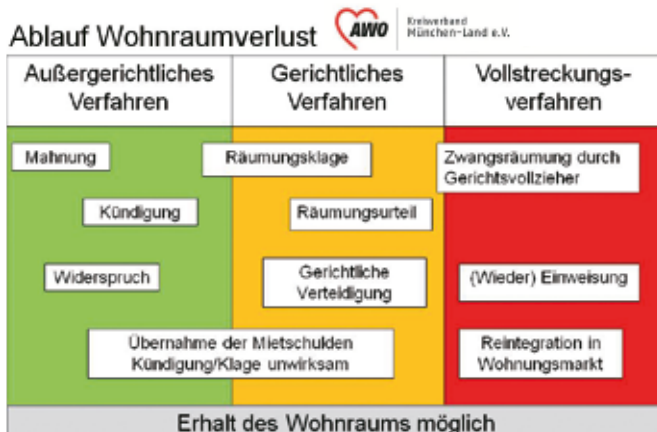 Ablauf Wohnraumverlust
AWO
Kreisverband
München-Land e.V.
Außergerichtliches
Verfahren
Gerichtliches
Verfahren
Vollstreckungs-
verfahren
Mahnung
Räumungsklage
Zwangsräumung durch
Gerichtsvollzieher
Kündigung
Räumungsurteil
Widerspruch
Gerichtliche
Verteidigung
(Wieder) Einweisung
Übernahme der Mietschulden
Kündigung/Klage unwirksam
Reintegration in
Wohnungsmarkt
Erhalt des Wohnraums möglich